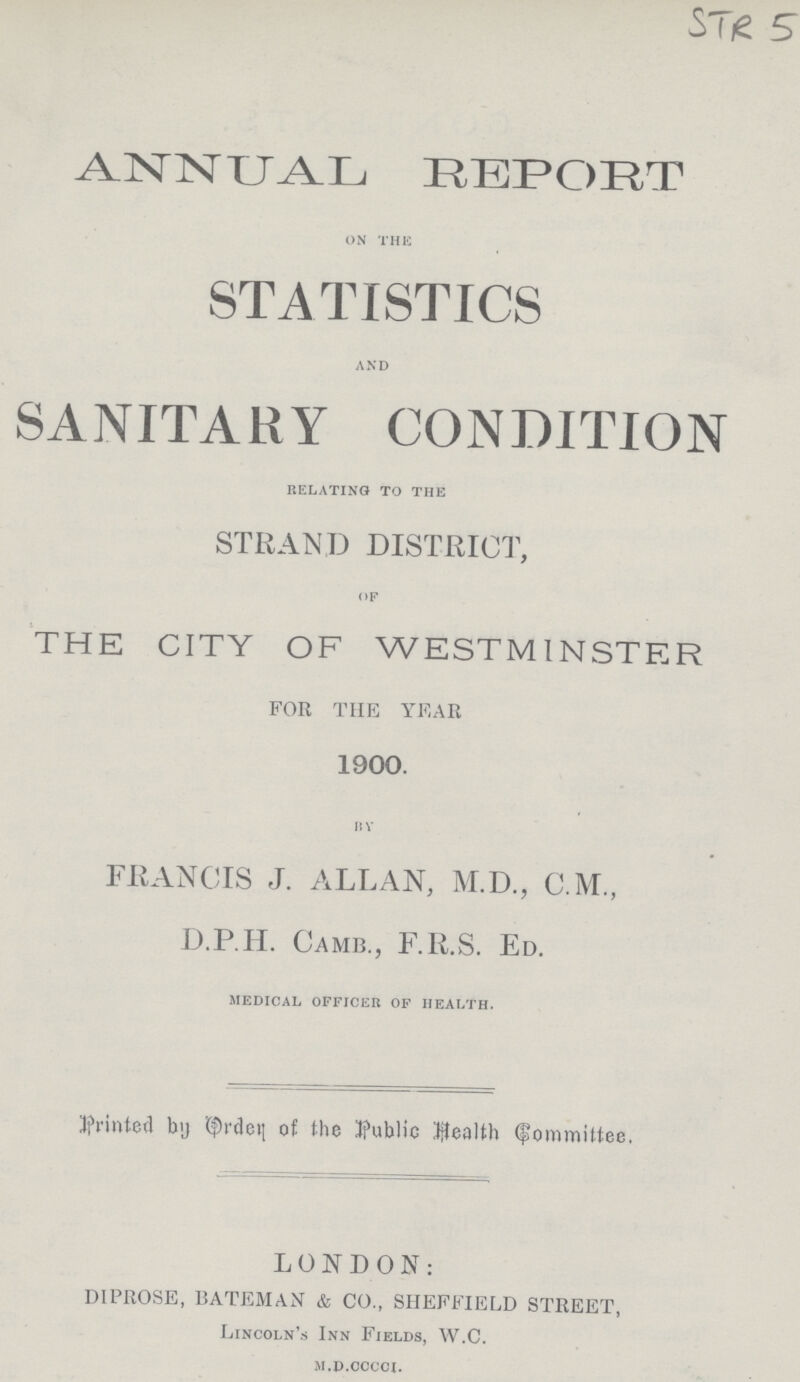 STR 5
ANNUAL REPORT
ON THE
STATISTICS
AND
SANITARY CONDITION
RELATING TO THE
STRAND DISTRICT,
OF
THE CITY OF WESTMINSTER
FOR THE YEAR
1900.
BY
FRANCIS J. ALLAN, M.D., C.M.,
D.P.H. CAMB., F.R.S. ED.
MEDICAL OFFICER OF HEALTH.
Printed by Order of the Public Health Committee.
LONDON:
DIPROSE, BATEMAN & CO., SHEFFIELD STREET,
LINCOLN'S INN FIELDS, W.C.
M.D.CCCCI.